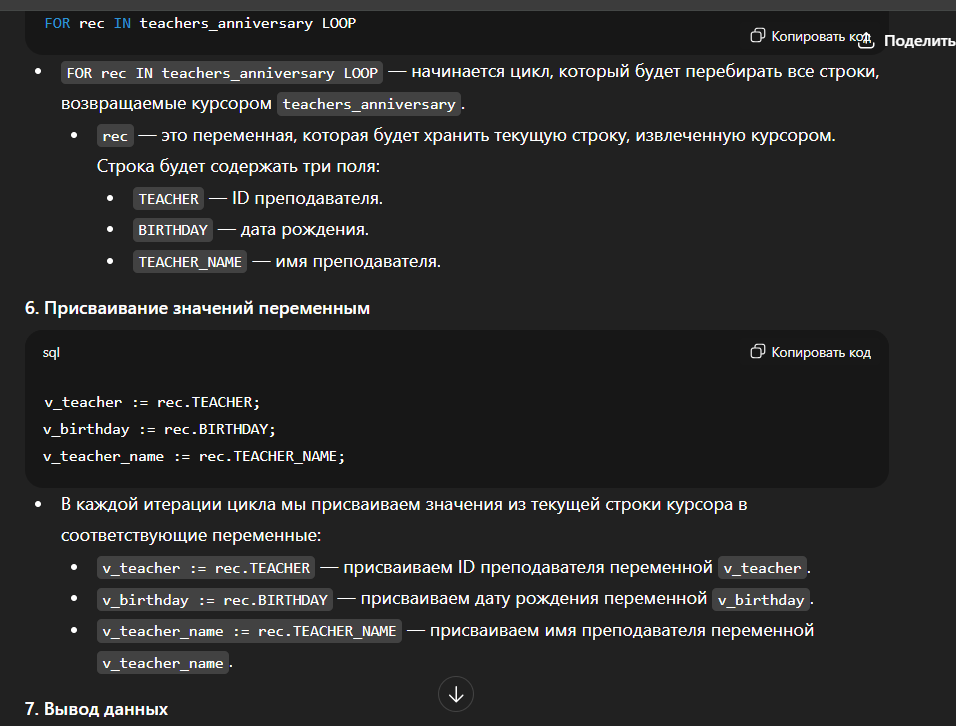 FOR rec IN teachers_anniversary LOOP
Копировать код
Поделить
• FOR rec IN teachers_anniversary LOOP — начинается цикл, который будет перебирать все строки,
возвращаемые курсором teachers_anniversary.
• rec — это переменная, которая будет хранить текущую строку, извлеченную курсором.
Строка будет содержать три поля:
• TEACHER — ID преподавателя.
• BIRTHDAY — дата рождения.
• TEACHER_NAME — имя преподавателя.
6. Присваивание значений переменным
sql
Копировать код
v_teacher := rec.TEACHER;
v_birthday := rec.BIRTHDAY;
v_teacher_name := rec.TEACHER_NAME;
• В каждой итерации цикла мы присваиваем значения из текущей строки курсора в
соответствующие переменные:
• v_teacher := rec.TEACHER — присваиваем ID преподавателя переменной v_teacher.
• v_birthday := rec.BIRTHDAY — присваиваем дату рождения переменной v_birthday.
• v_teacher_name := rec.TEACHER_NAME — присваиваем имя преподавателя переменной
v_teacher_name.
7. Вывод данных